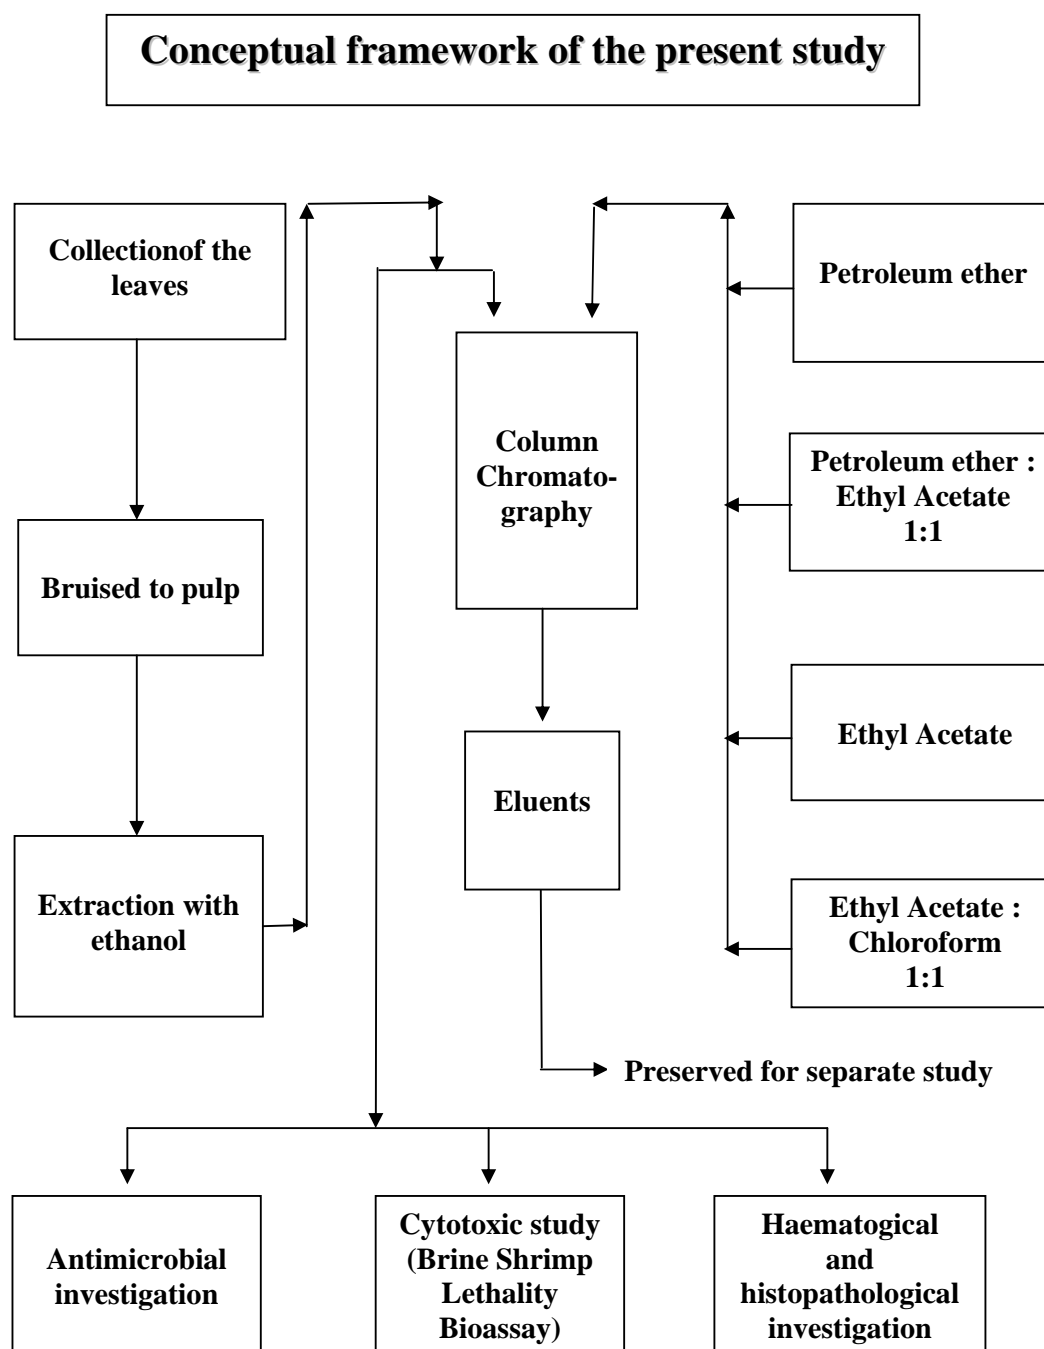 Conceptual framework of the present study
Collectionof the
leaves
Bruised to pulp
Extraction with
ethanol
Column
Chromato-
graphy
Eluents
Preserved for separate study
Petroleum ether
Petroleum ether :
Ethyl Acetate
1:1
Ethyl Acetate
Ethyl Acetate :
Chloroform
1:1
Antimicrobial
investigation
Cytotoxic study
(Brine Shrimp
Lethality
Bioassay)
Haematogical
and
histopathological
investigation